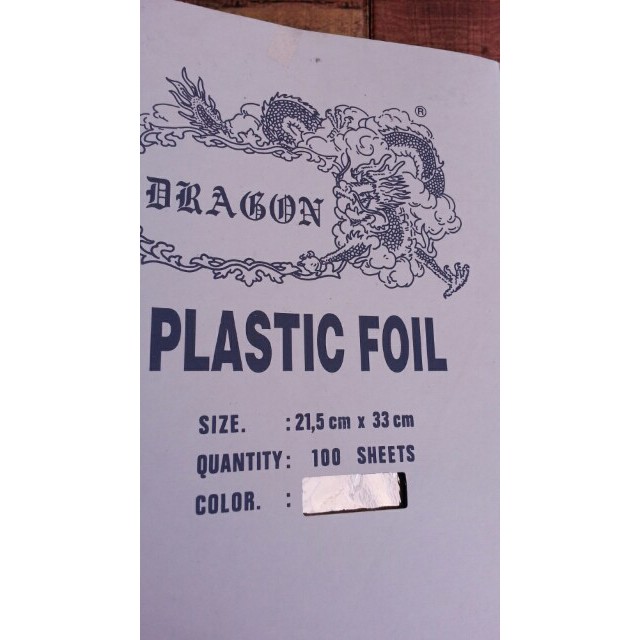 ®
DRAGON
PLASTIC FOIL
SIZE. : 21,5 cm x 33 cm
QUANTITY : 100 SHEETS
COLOR. :